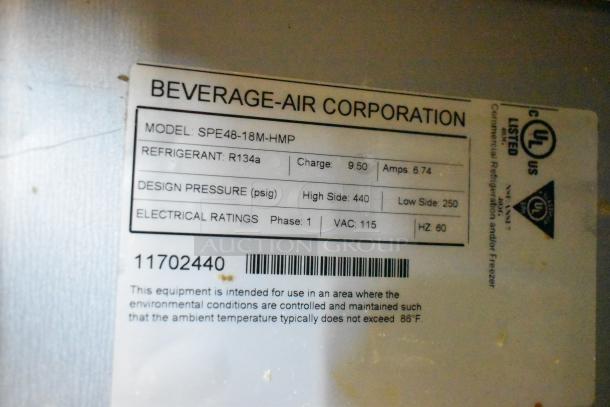 BEVERAGE-AIR CORPORATION
MODEL: SPE48-18M-HMP
REFRIGERANT: R134a Charge: 9.50 Amps 6.74
DESIGN PRESSURE (psig) High Side: 440 Low Side: 250
ELECTRICAL RATINGS Phase: 1 VAC: 115 HZ: 60
11702440
This equipment is intended for use in an area where the
environmental conditions are controlled and maintained such
that the ambient temperature typically does not exceed 86°F.
C UL US
LISTED
Commercial Refrigerator and/or Freezer
UL
AUCTION GROUP